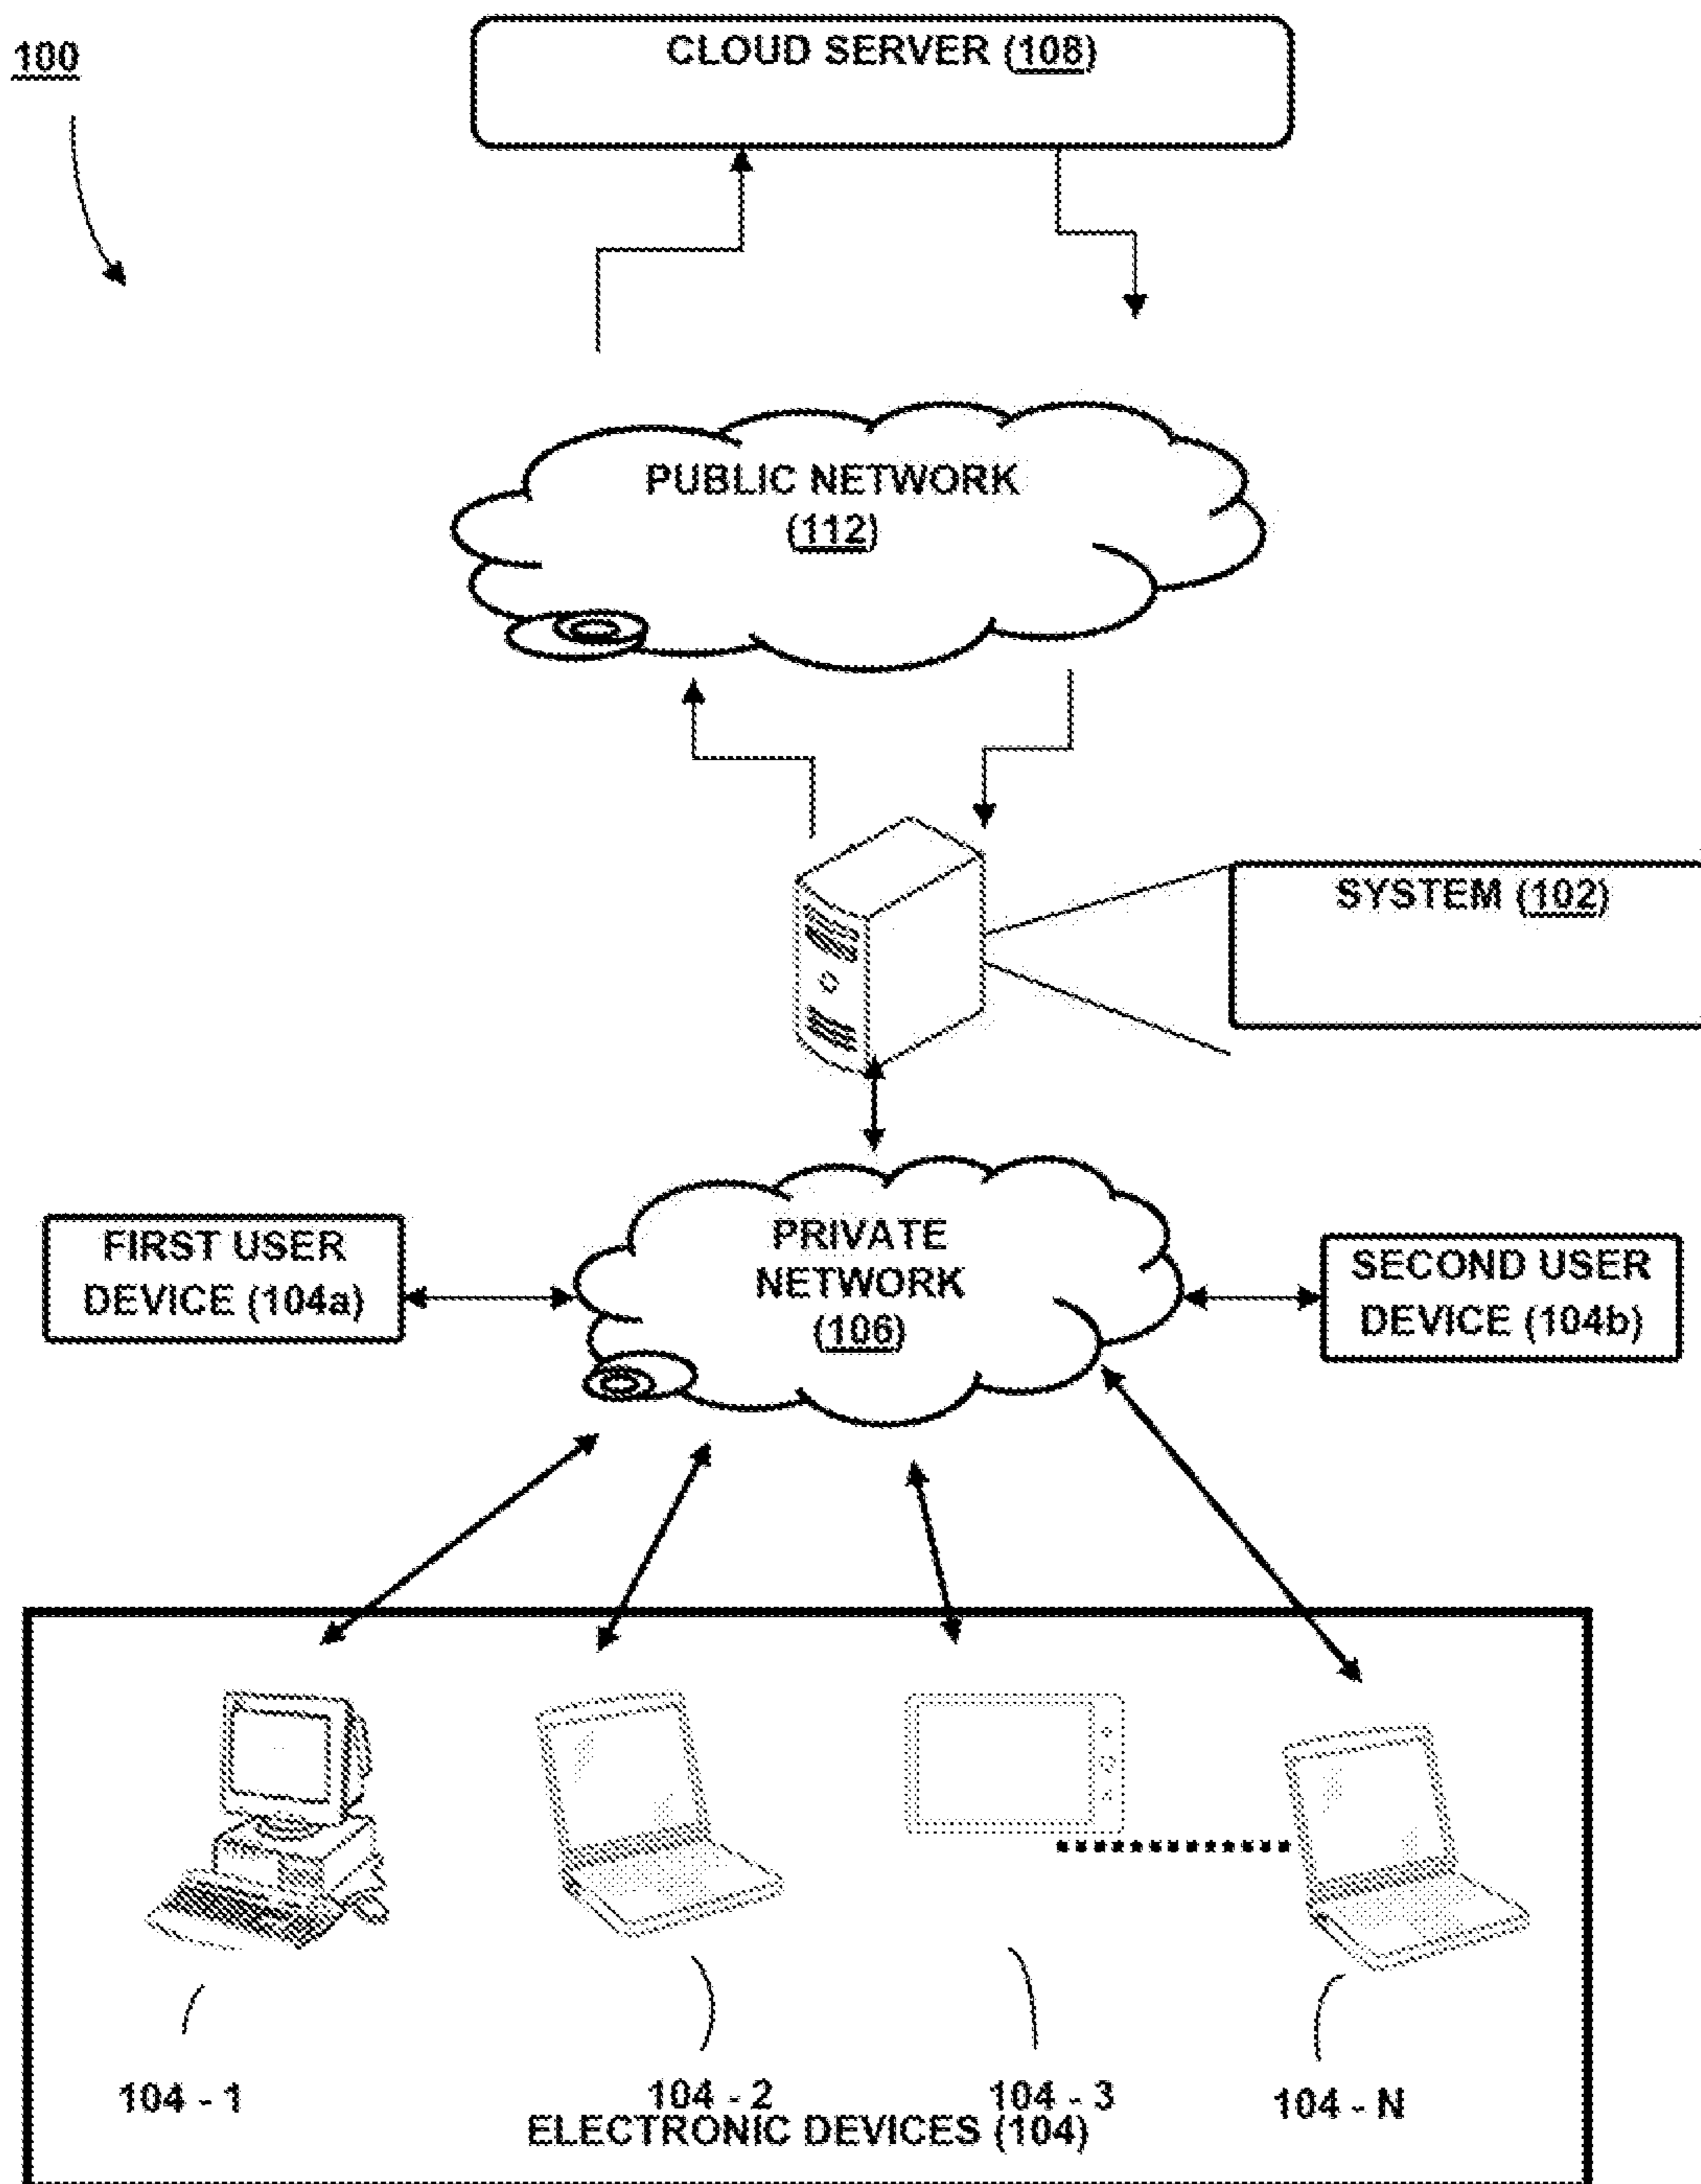 100
CLOUD SERVER (108)
PUBLIC NETWORK
(112)
SYSTEM (102)
FIRST USER
DEVICE (104a)
PRIVATE
NETWORK
(106)
SECOND USER
DEVICE (104b)
104 - 1
104 - 2
104 - 3
104 - N
ELECTRONIC DEVICES (104)